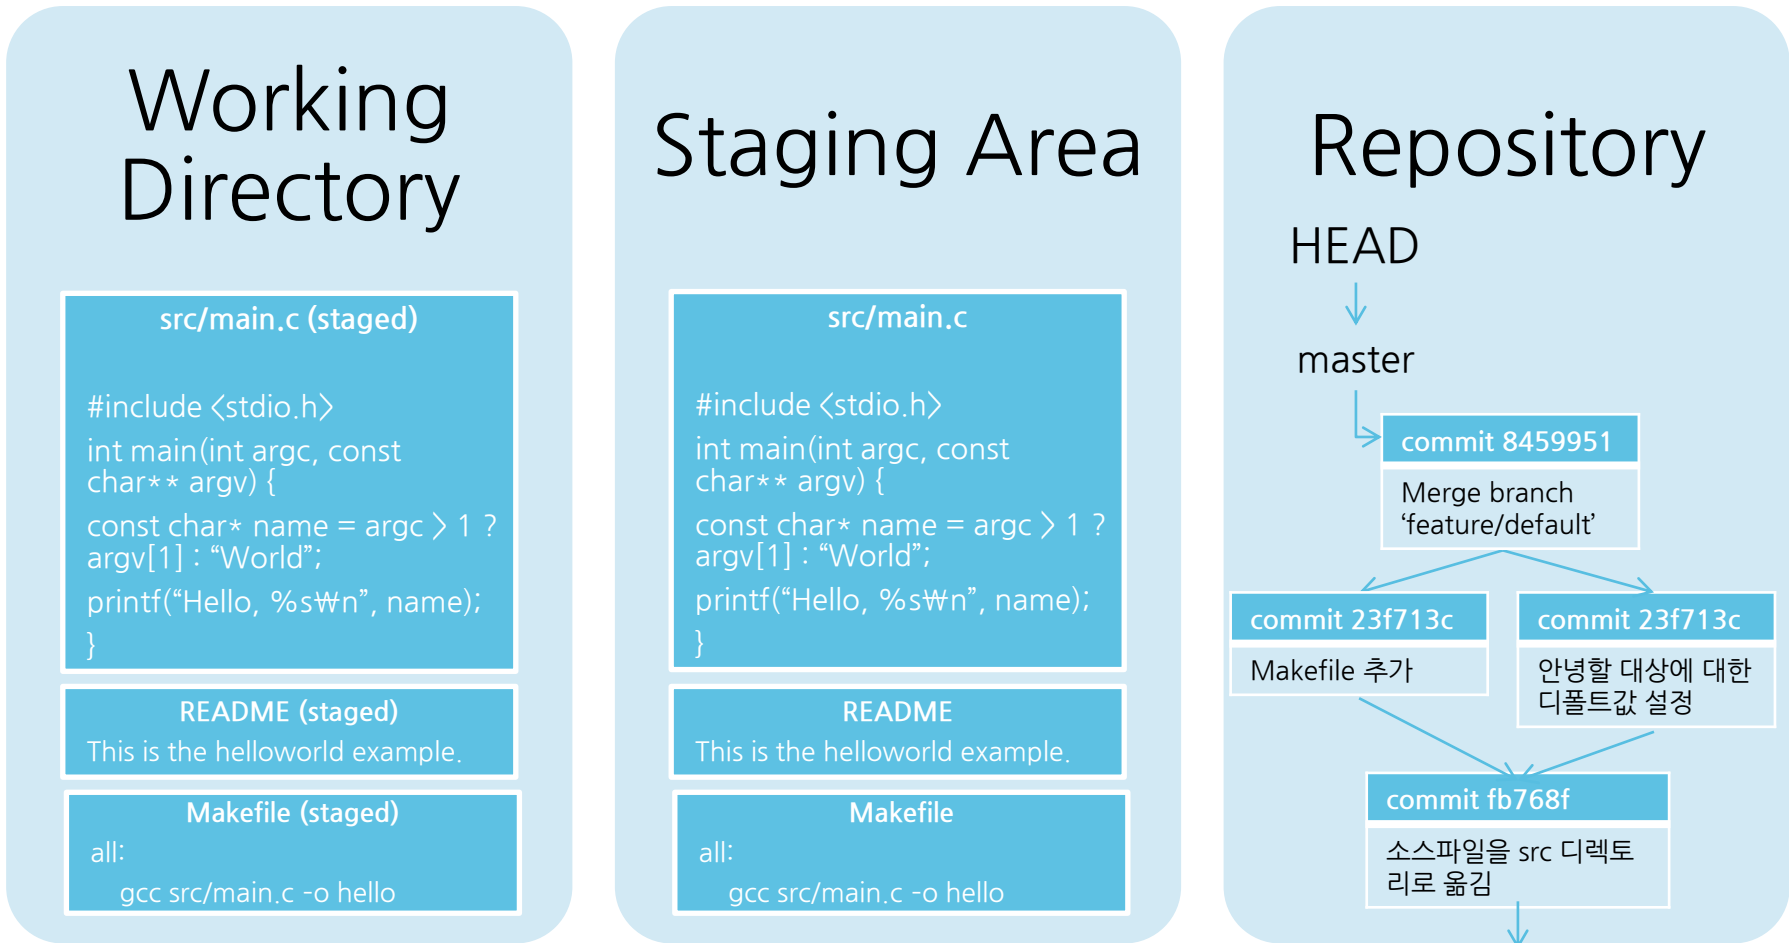 Working
Directory
src/main.c (staged)
#include <stdio.h>
int main(int argc, const
char** argv) {
const char* name = argc > 1 ?
argv[1] : “World”;
printf(“Hello, %s₩n”, name);
}
README (staged)
This is the helloworld example.
Makefile (staged)
all:
gcc src/main.c -o hello
Staging Area
src/main.c
#include <stdio.h>
int main(int argc, const
char** argv) {
const char* name = argc > 1 ?
argv[1] : “World”;
printf(“Hello, %s₩n”, name);
}
README
This is the helloworld example.
Makefile
all:
gcc src/main.c -o hello
Repository
HEAD
master
commit 8459951
Merge branch
‘feature/default’
commit 23f713c
Makefile 추가
commit 23f713c
안녕할 대상에 대한
디폴트값 설정
commit fb768f
소스파일을 src 디렉토
리로 옮김